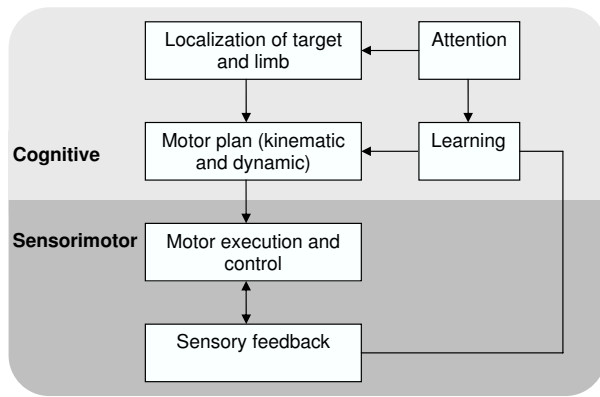 Localization of target
and limb
Attention
Cognitive
Motor plan (kinematic
and dynamic)
Learning
Sensorimotor
Motor execution and
control
Sensory feedback